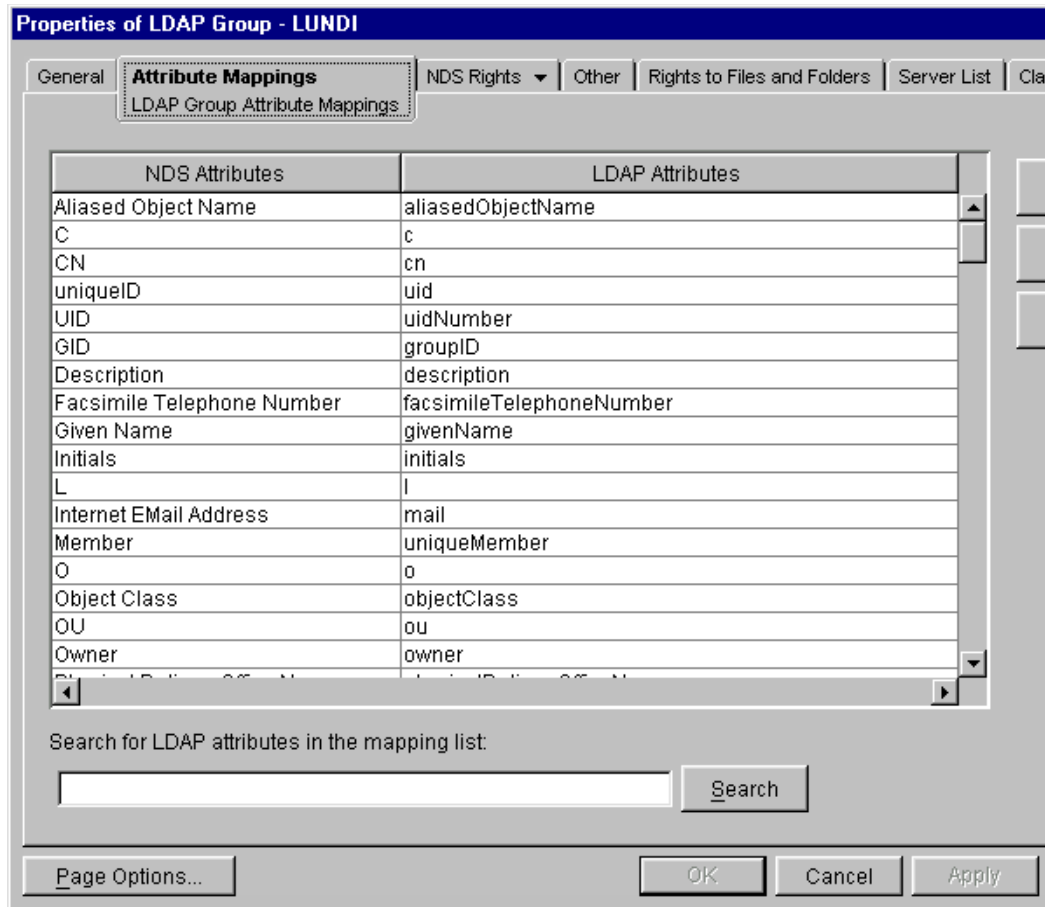 Properties of LDAP Group - LUNDI
General Attribute Mappings NDS Rights Other Rights to Files and Folders Server List Cla
LDAP Group Attribute Mappings
NDS Attributes LDAP Attributes
Aliased Object Name aliasedObjectName
C c
CN cn
uniqueID uid
UID uidNumber
GID groupID
Description description
Facsimile Telephone Number facsimileTelephoneNumber
Given Name givenName
Initials initials
L l
Internet EMail Address mail
Member uniqueMember
O o
Object Class objectClass
OU ou
Owner owner
Search for LDAP attributes in the mapping list:
Search
Page Options... OK Cancel Apply